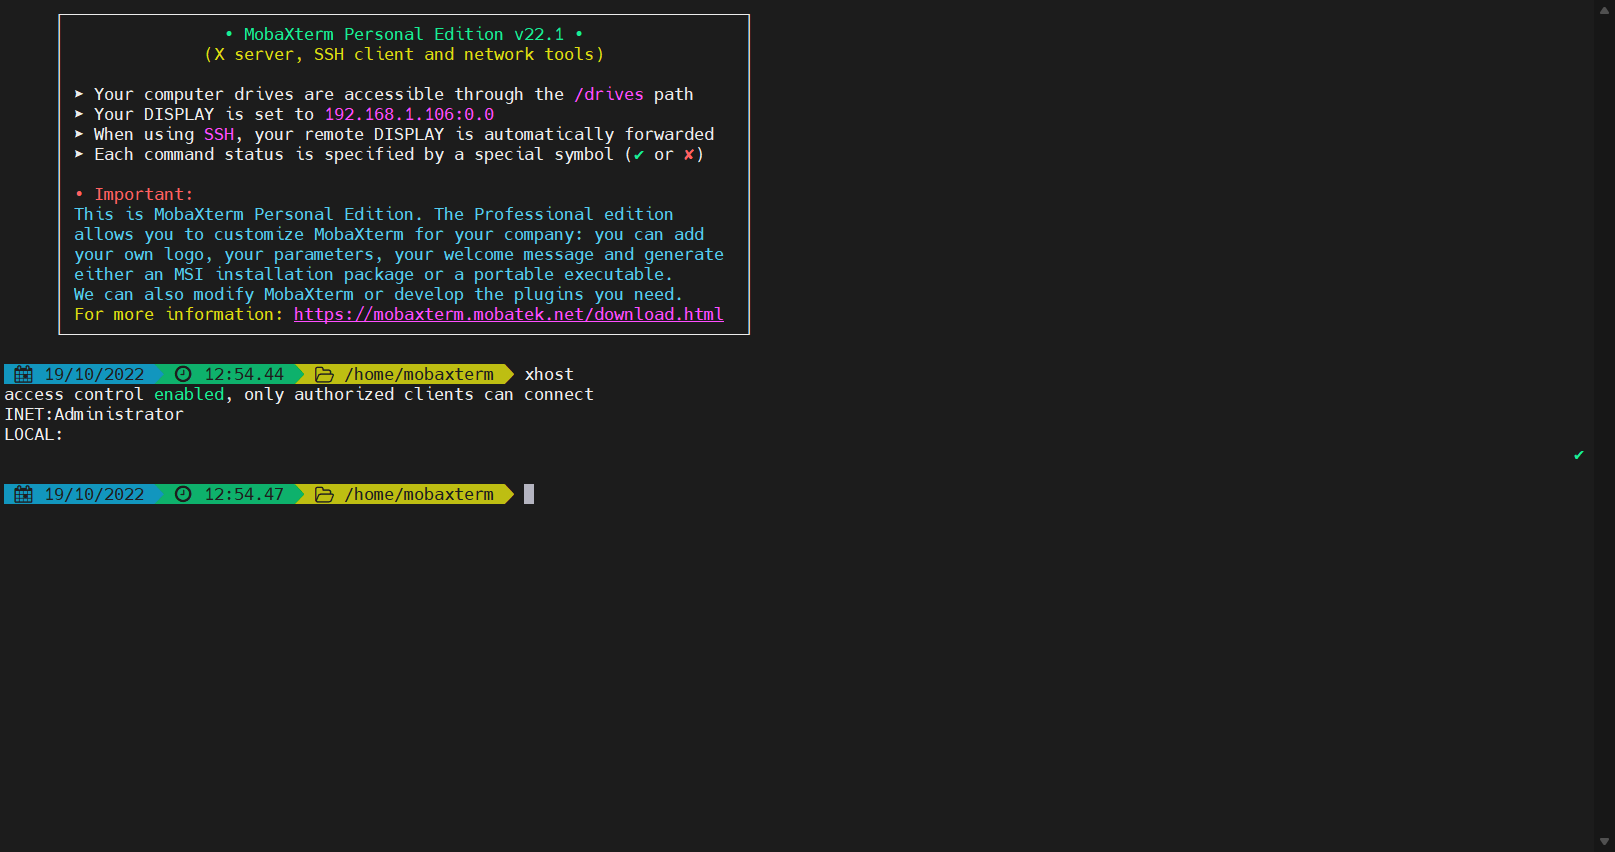 • MobaXterm Personal Edition v22.1 •
(X server, SSH client and network tools)
➤ Your computer drives are accessible through the /drives path
➤ Your DISPLAY is set to 192.168.1.106:0.0
➤ When using SSH, your remote DISPLAY is automatically forwarded
➤ Each command status is specified by a special symbol (✔ or ✘)
• Important:
This is MobaXterm Personal Edition. The Professional edition
allows you to customize MobaXterm for your company: you can add
your own logo, your parameters, your welcome message and generate
either an MSI installation package or a portable executable.
We can also modify MobaXterm or develop the plugins you need.
For more information: https://mobaxterm.mobatek.net/download.html
19/10/2022 12:54.44 /home/mobaxterm xhost
access control enabled, only authorized clients can connect
INET:Administrator
LOCAL:
✔
19/10/2022 12:54.47 /home/mobaxterm